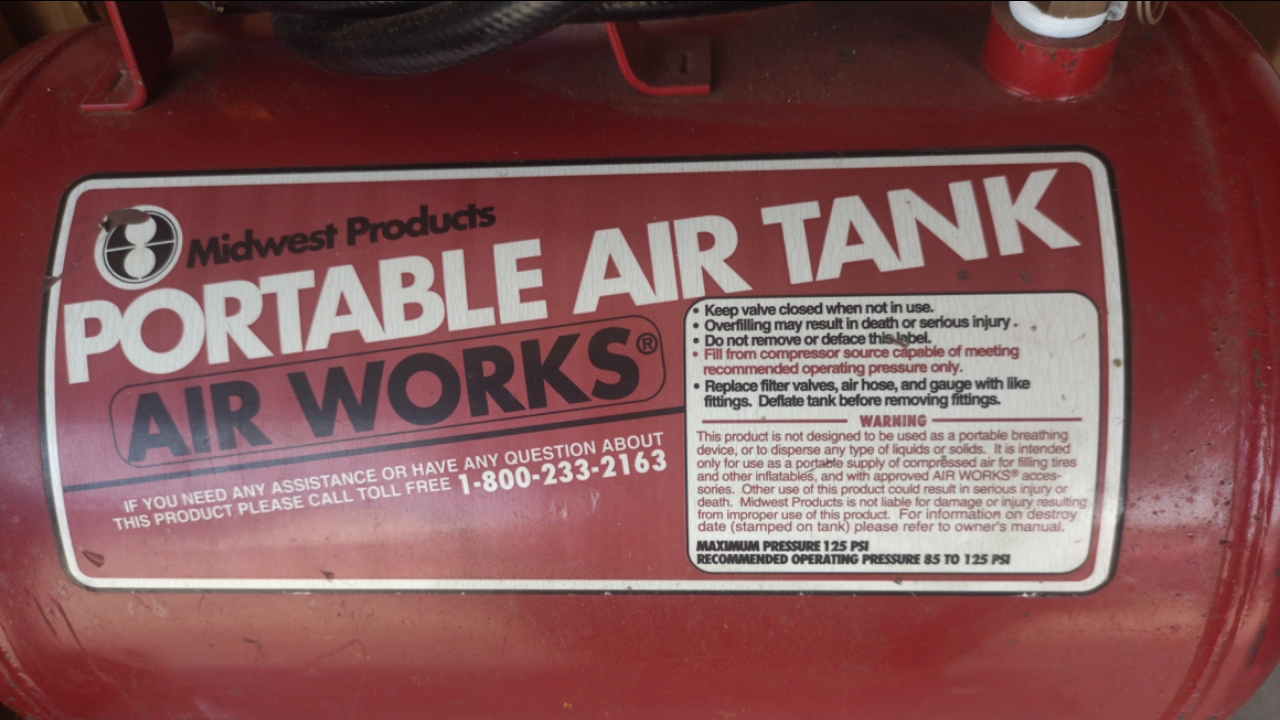 Midwest Products
PORTABLE AIR TANK
AIR WORKS®
IF YOU NEED ANY ASSISTANCE OR HAVE ANY QUESTION ABOUT
THIS PRODUCT PLEASE CALL TOLL FREE 1-800-233-2163
• Keep valve closed when not in use.
• Overfilling may result in death or serious injury.
• Do not remove or deface this label.
• Fill from compressor source capable of meeting
recommended operating pressure only.
• Replace filter valves, air hose, and gauge with like
fittings. Deflate tank before removing fittings.
WARNING
This product is not designed to be used as a portable breathing
device, or to disperse any type of liquids or solids. It is intended
only for use as a portable supply of compressed air for filling tires
and other inflatables, and with approved AIR WORKS® acces-
sories. Other use of this product could result in serious injury or
death. Midwest Products is not liable for damage or injury resulting
from improper use of this product. For information on destroy
date (stamped on tank) please refer to owner's manual.
MAXIMUM PRESSURE 125 PSI
RECOMMENDED OPERATING PRESSURE 85 TO 125 PSI